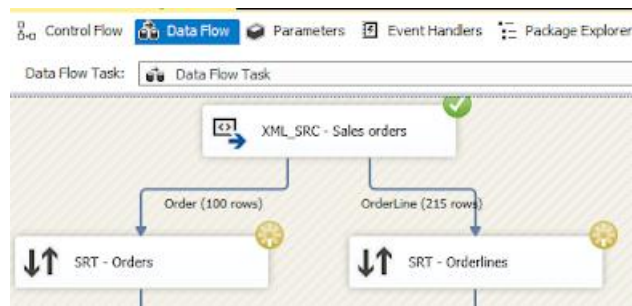 Control Flow Data Flow Parameters Event Handlers Package Explorer
Data Flow Task: Data Flow Task
XML_SRC - Sales orders
Order (100 rows) OrderLine (215 rows)
SRT - Orders SRT - Orderlines